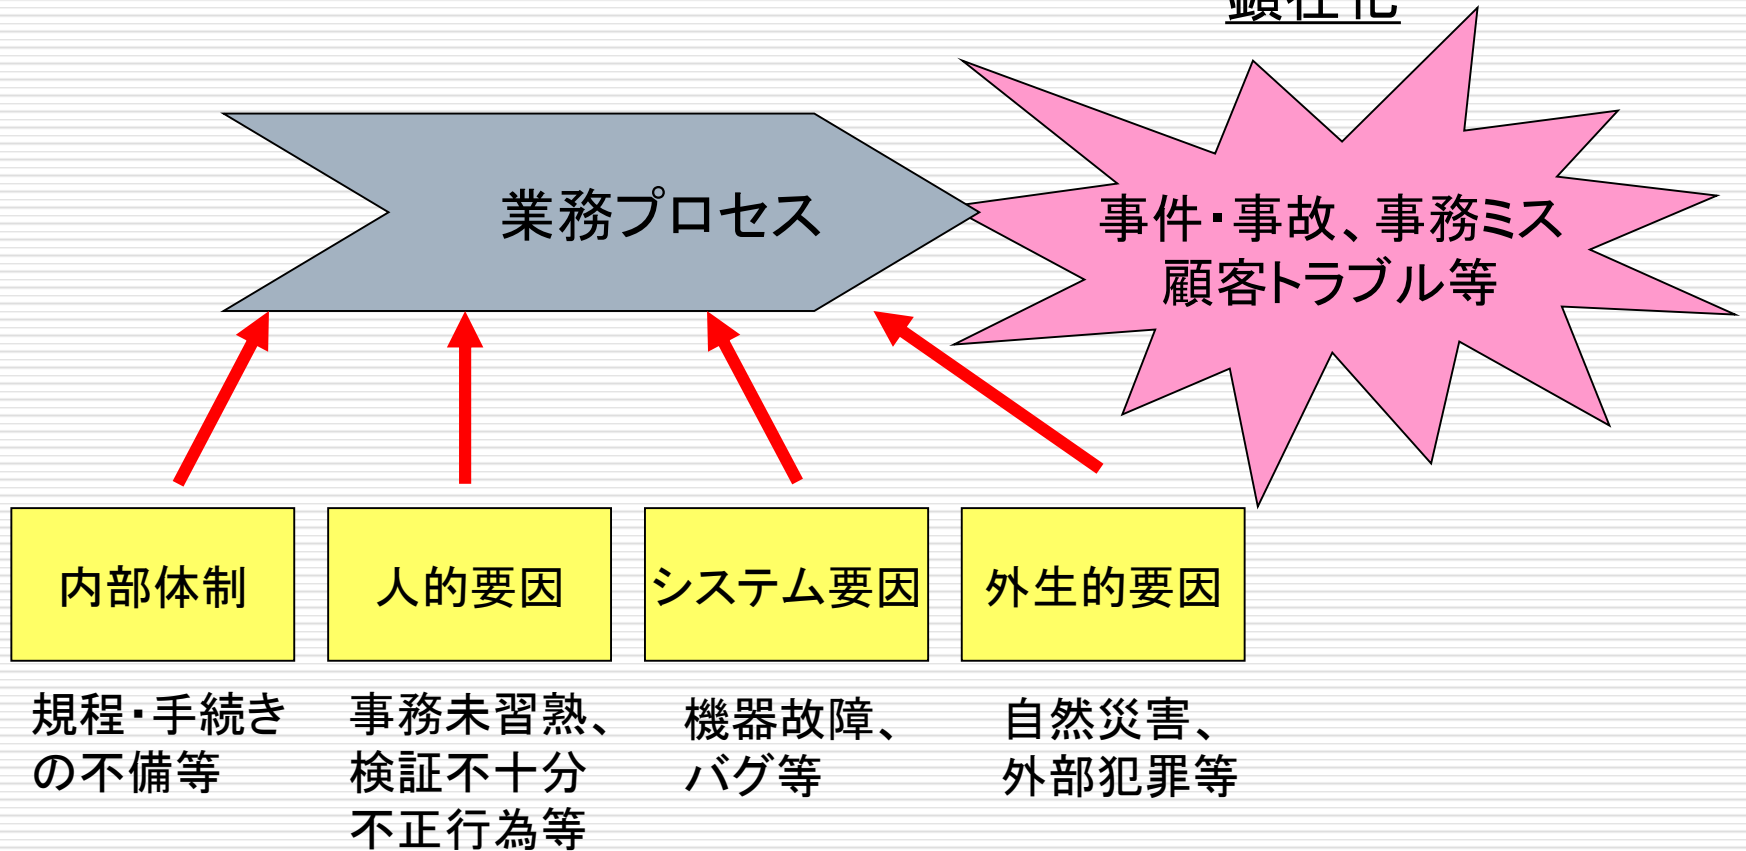 顕在化
業務プロセス
事件・事故、事務ミス
顧客トラブル等
内部体制
人的要因
システム要因
外生的要因
規程・手続き
の不備等
事務未習熟、
検証不十分
不正行為等
機器故障、
バグ等
自然災害、
外部犯罪等